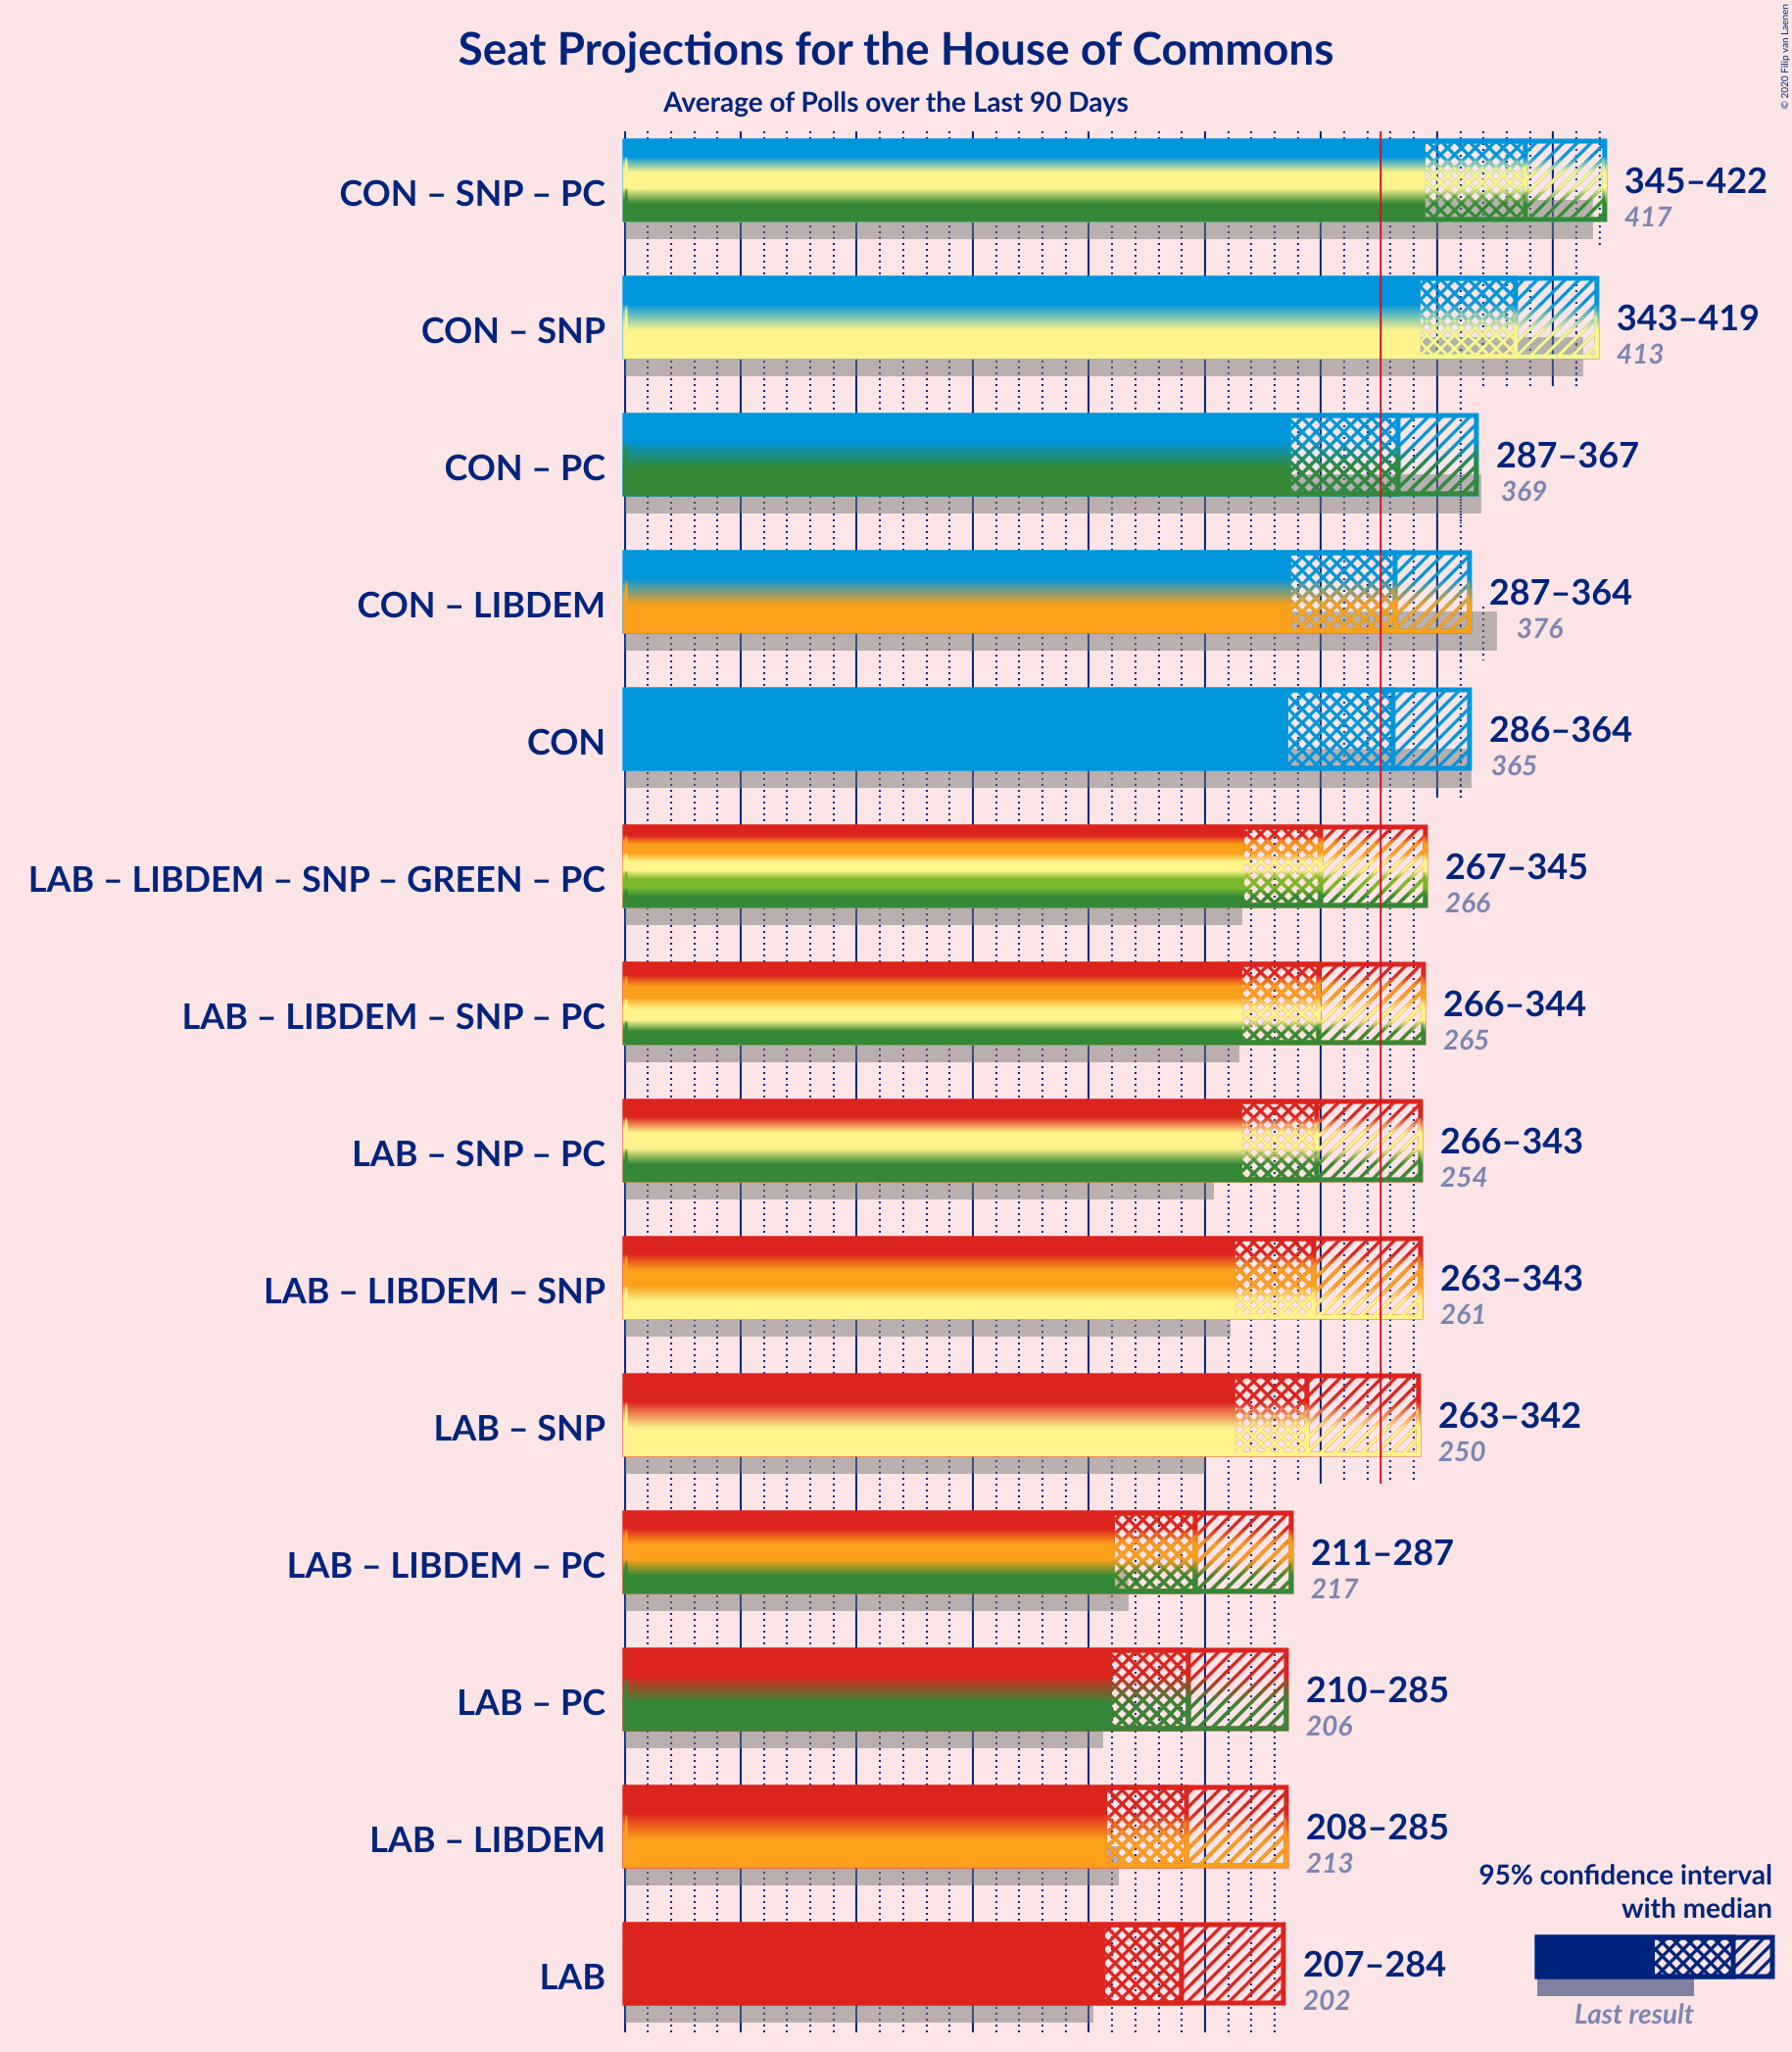 © 2020 Filip van Laenen
Seat Projections for the House of Commons
Average of Polls over the Last 90 Days
CON – SNP – PC
345–422
417
CON – SNP
343–419
413
CON – PC
287–367
369
CON – LIBDEM
287–364
376
CON
286–364
365
LAB – LIBDEM – SNP – GREEN – PC
267–345
266
LAB – LIBDEM – SNP – PC
266–344
265
LAB – SNP – PC
266–343
254
LAB – LIBDEM – SNP
263–343
261
LAB – SNP
263–342
250
LAB – LIBDEM – PC
211–287
217
LAB – PC
210–285
206
LAB – LIBDEM
208–285
213
LAB
207–284
202
95% confidence interval
with median
Last result